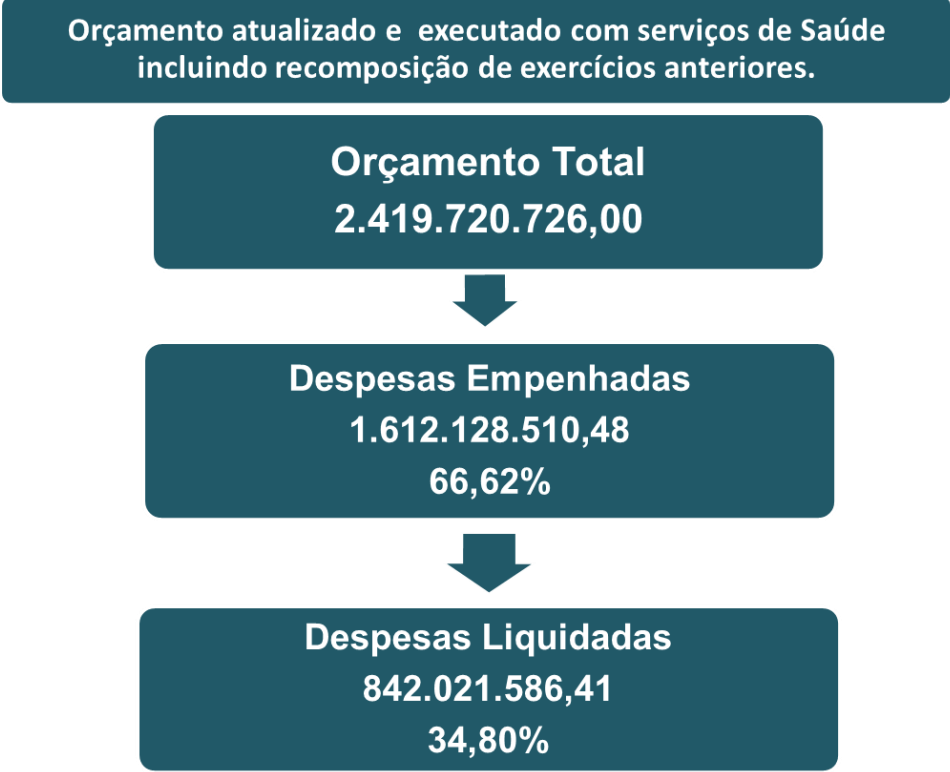 Orçamento atualizado e  executado com serviços de Saúde
incluindo recomposição de exercícios anteriores.
Orçamento Total
2.419.720.726,00
Despesas Empenhadas
1.612.128.510,48
66,62%
Despesas Liquidadas
842.021.586,41
34,80%